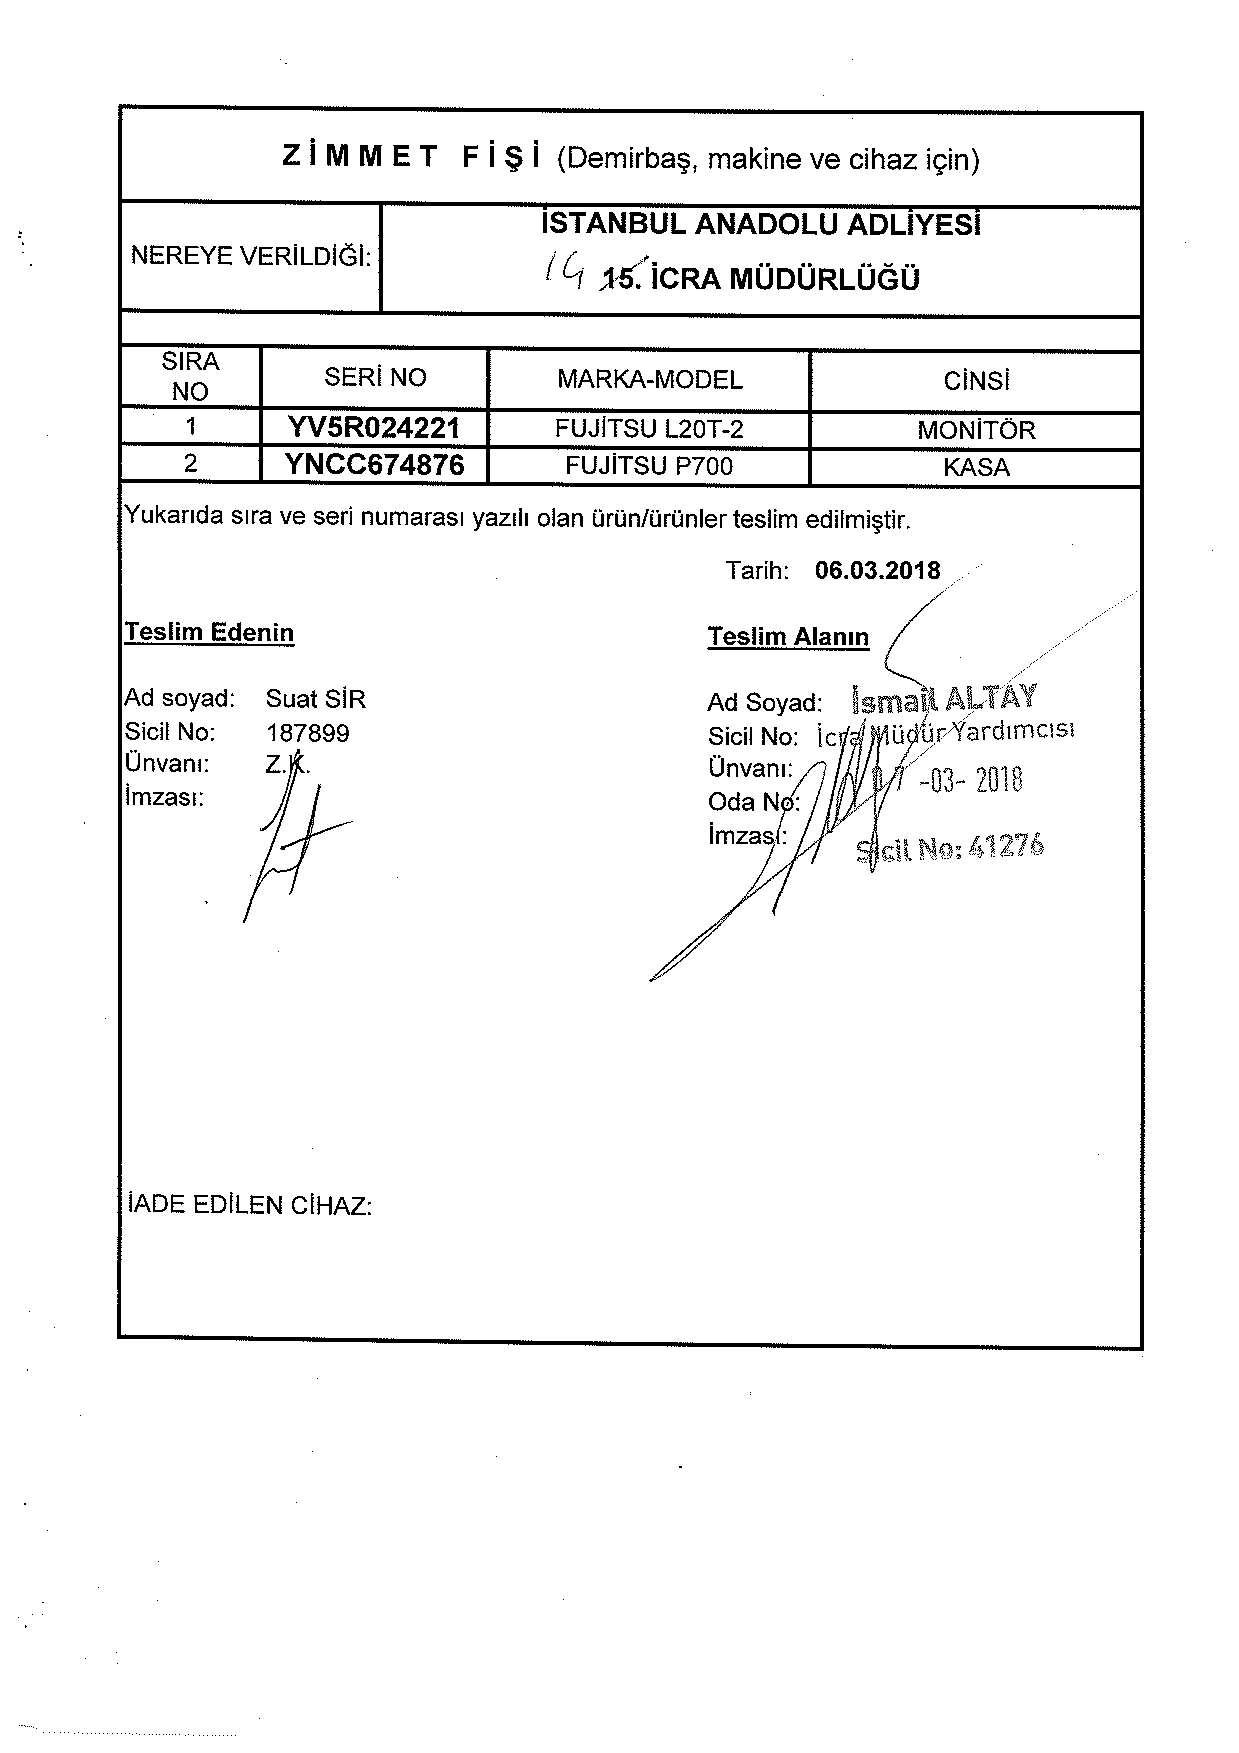 ZİMMET FİŞİ (Demirbaş, makine ve cihaz için)
NEREYE VERİLDİĞİ:
İSTANBUL ANADOLU ADLİYESİ
15. İCRA MÜDÜRLÜĞÜ
SIRA NO SERİ NO MARKA-MODEL CİNSİ
1 YV5R024221 FUJİTSU L20T-2 MONİTÖR
2 YNCC674876 FUJİTSU P700 KASA
Yukarıda sıra ve seri numarası yazılı olan ürün/ürünler teslim edilmiştir.
Tarih: 06.03.2018
Teslim Edenin
Ad soyad: Suat SİR
Sicil No: 187899
Ünvanı: Z.K.
İmzası:
Teslim Alanın
Ad Soyad: İsmail ALTAY
Sicil No: İcra Müdür Yardımcısı
Ünvanı: -03- 2018
Oda No:
İmzası: Sicil No: 41276
İADE EDİLEN CİHAZ: